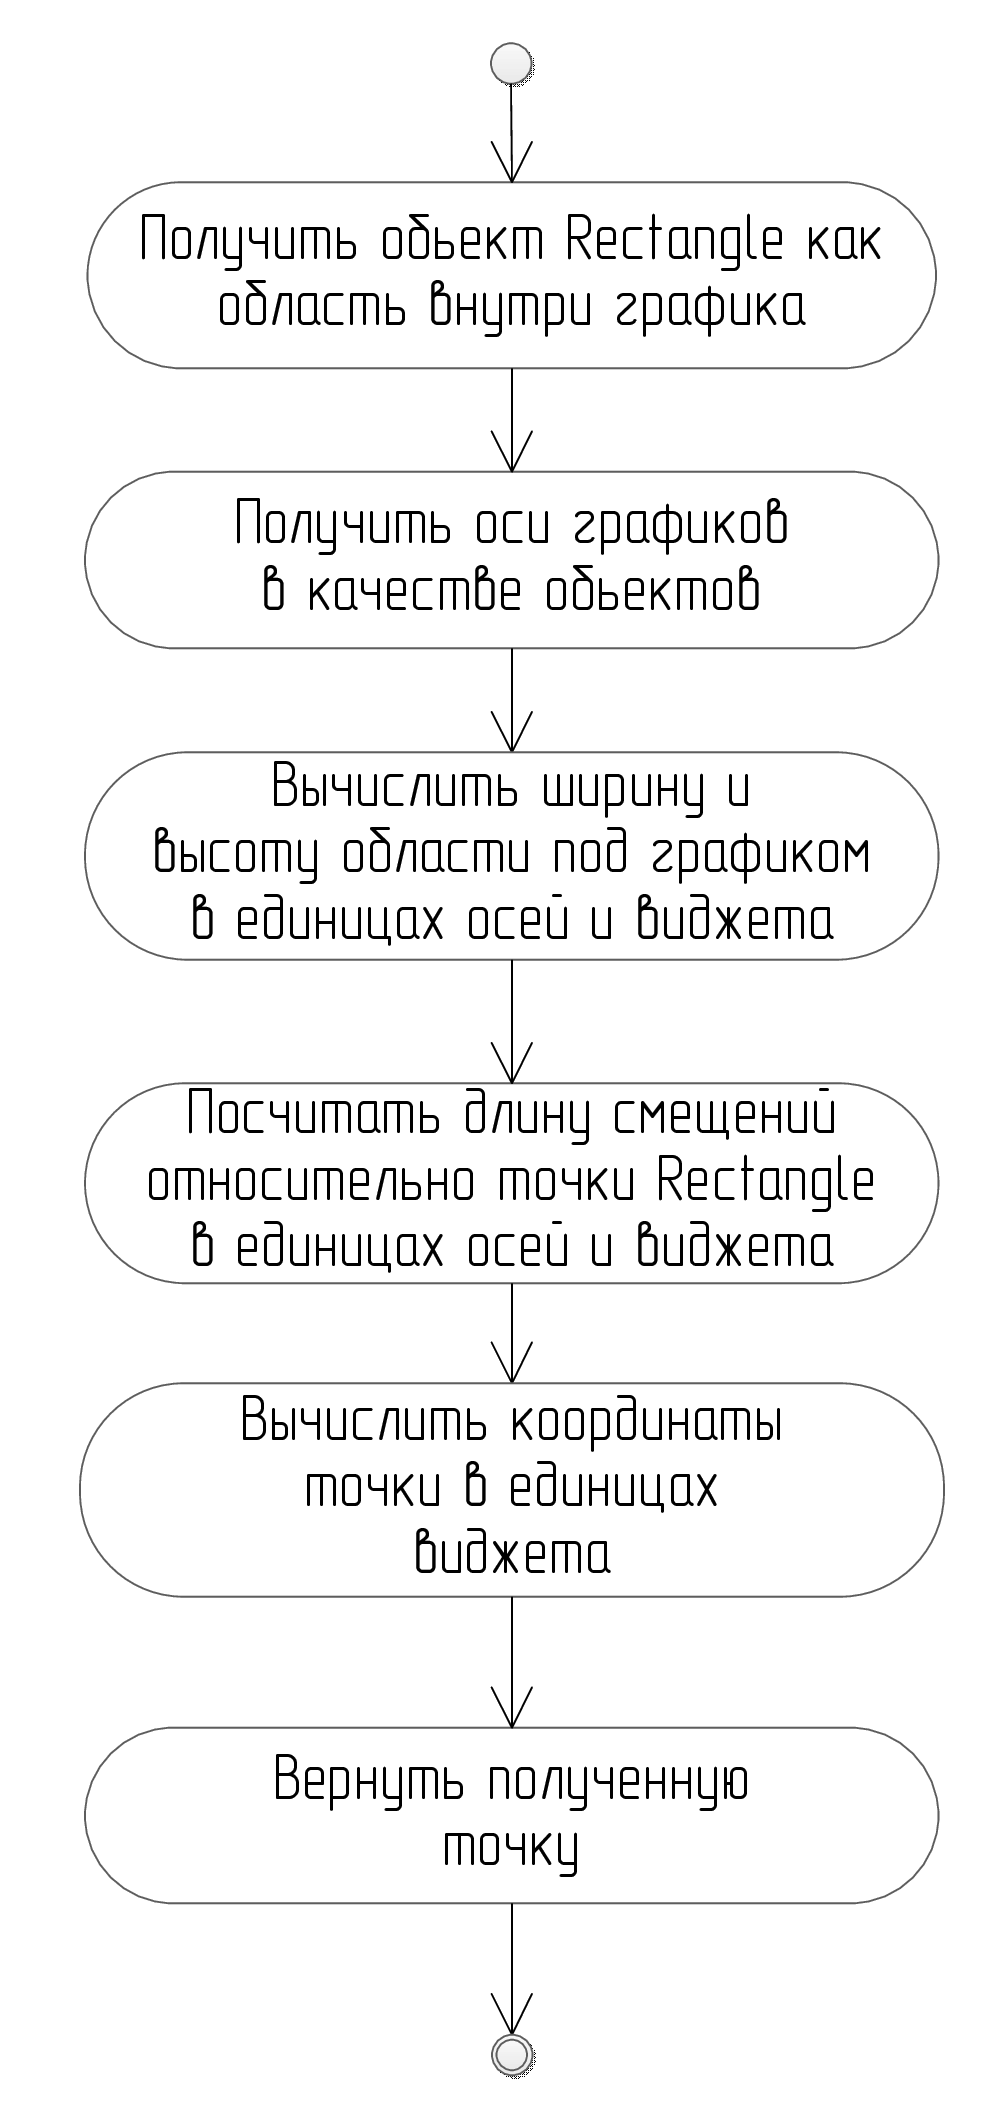 Получить обьект Rectangle как
область внутри графика
Получить оси графиков
в качестве обьектов
Вычислить ширину и
высоту области под графиком
в единицах осей и виджета
Посчитать длину смещений
относительно точки Rectangle
в единицах осей и виджета
Вычислить координаты
точки в единицах
виджета
Вернуть полученную
точку